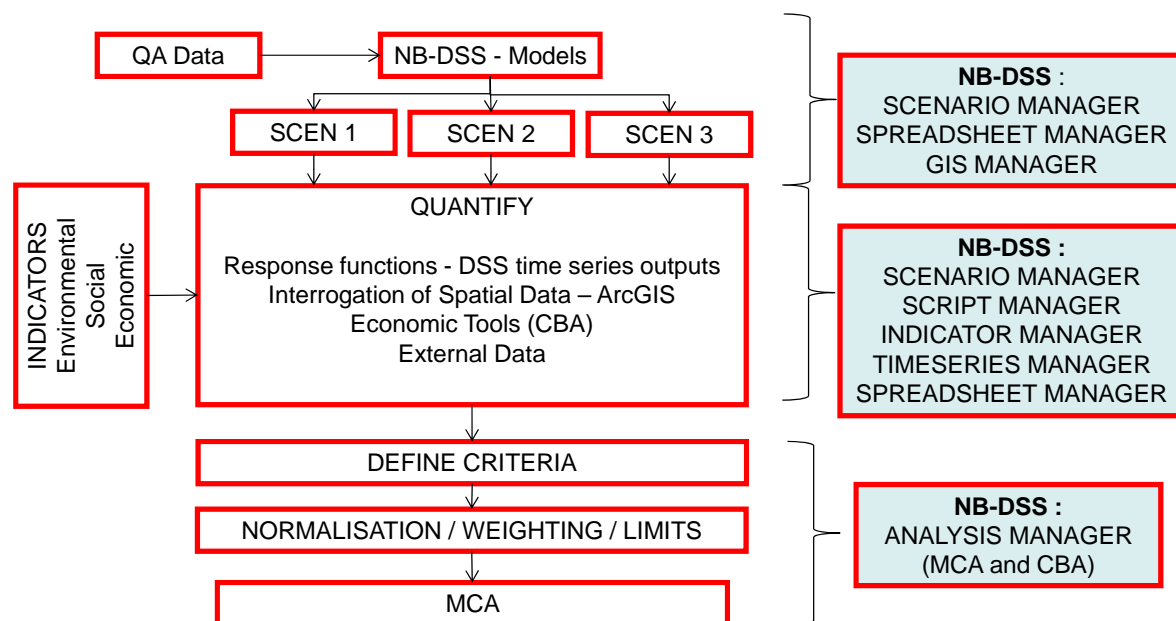 QA Data
NB-DSS - Models
SCEN 1
SCEN 2
SCEN 3
INDICATORS
Environmental
Social
Economic
QUANTIFY
Response functions - DSS time series outputs
Interrogation of Spatial Data – ArcGIS
Economic Tools (CBA)
External Data
DEFINE CRITERIA
NORMALISATION / WEIGHTING / LIMITS
MCA
NB-DSS :
SCENARIO MANAGER
SPREADSHEET MANAGER
GIS MANAGER
NB-DSS :
SCENARIO MANAGER
SCRIPT MANAGER
INDICATOR MANAGER
TIMESERIES MANAGER
SPREADSHEET MANAGER
NB-DSS :
ANALYSIS MANAGER
(MCA and CBA)